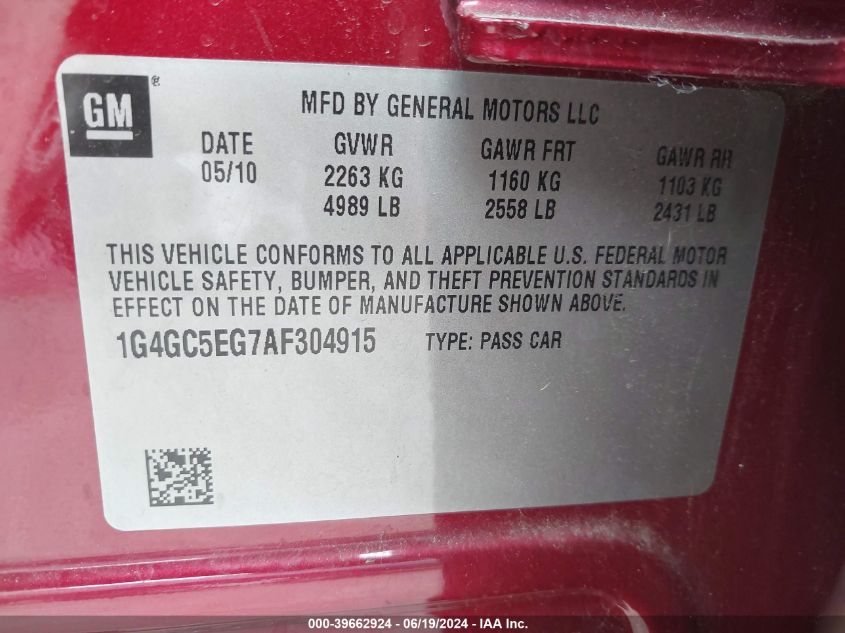 GM ®
MFD BY GENERAL MOTORS LLC
DATE GVWR GAWR FRT GAWR RR
05/10 2263 KG 1160 KG 1103 KG
4989 LB 2558 LB 2431 LB
THIS VEHICLE CONFORMS TO ALL APPLICABLE U.S. FEDERAL MOTOR
VEHICLE SAFETY, BUMPER, AND THEFT PREVENTION STANDARDS IN
EFFECT ON THE DATE OF MANUFACTURE SHOWN ABOVE.
1G4GC5EG7AF304915 TYPE: PASS CAR
000-39662924 - 06/19/2024 - IAA Inc.